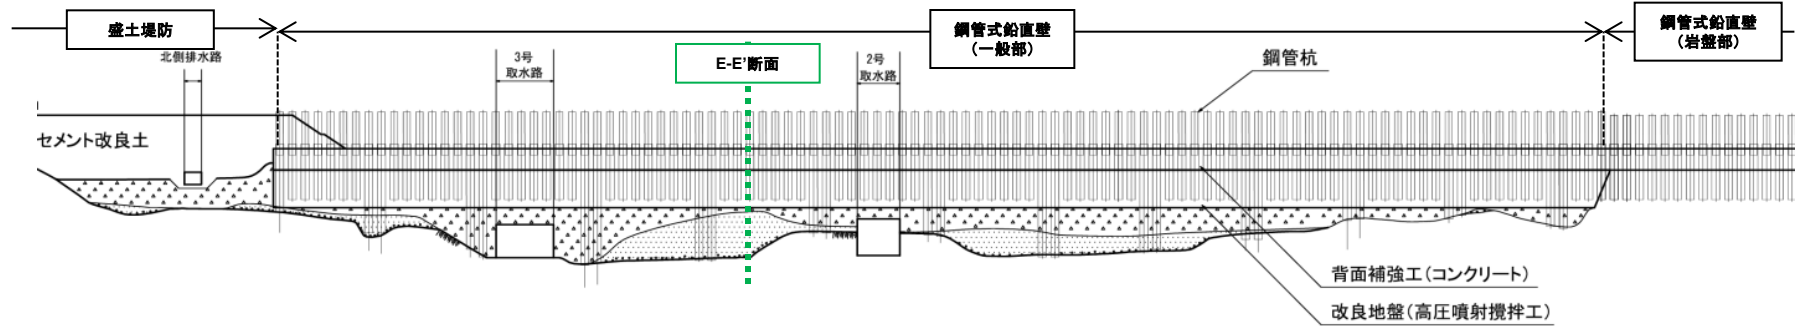 盛土堤防
鋼管式鉛直壁
(一般部)
鋼管式鉛直壁
(岩盤部)
北側排水路
3号
取水路
E-E’断面
2号
取水路
鋼管杭
セメント改良土
背面補強工(コンクリート)
改良地盤(高圧噴射攪拌工)